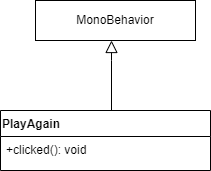 MonoBehavior
PlayAgain
+clicked(): void